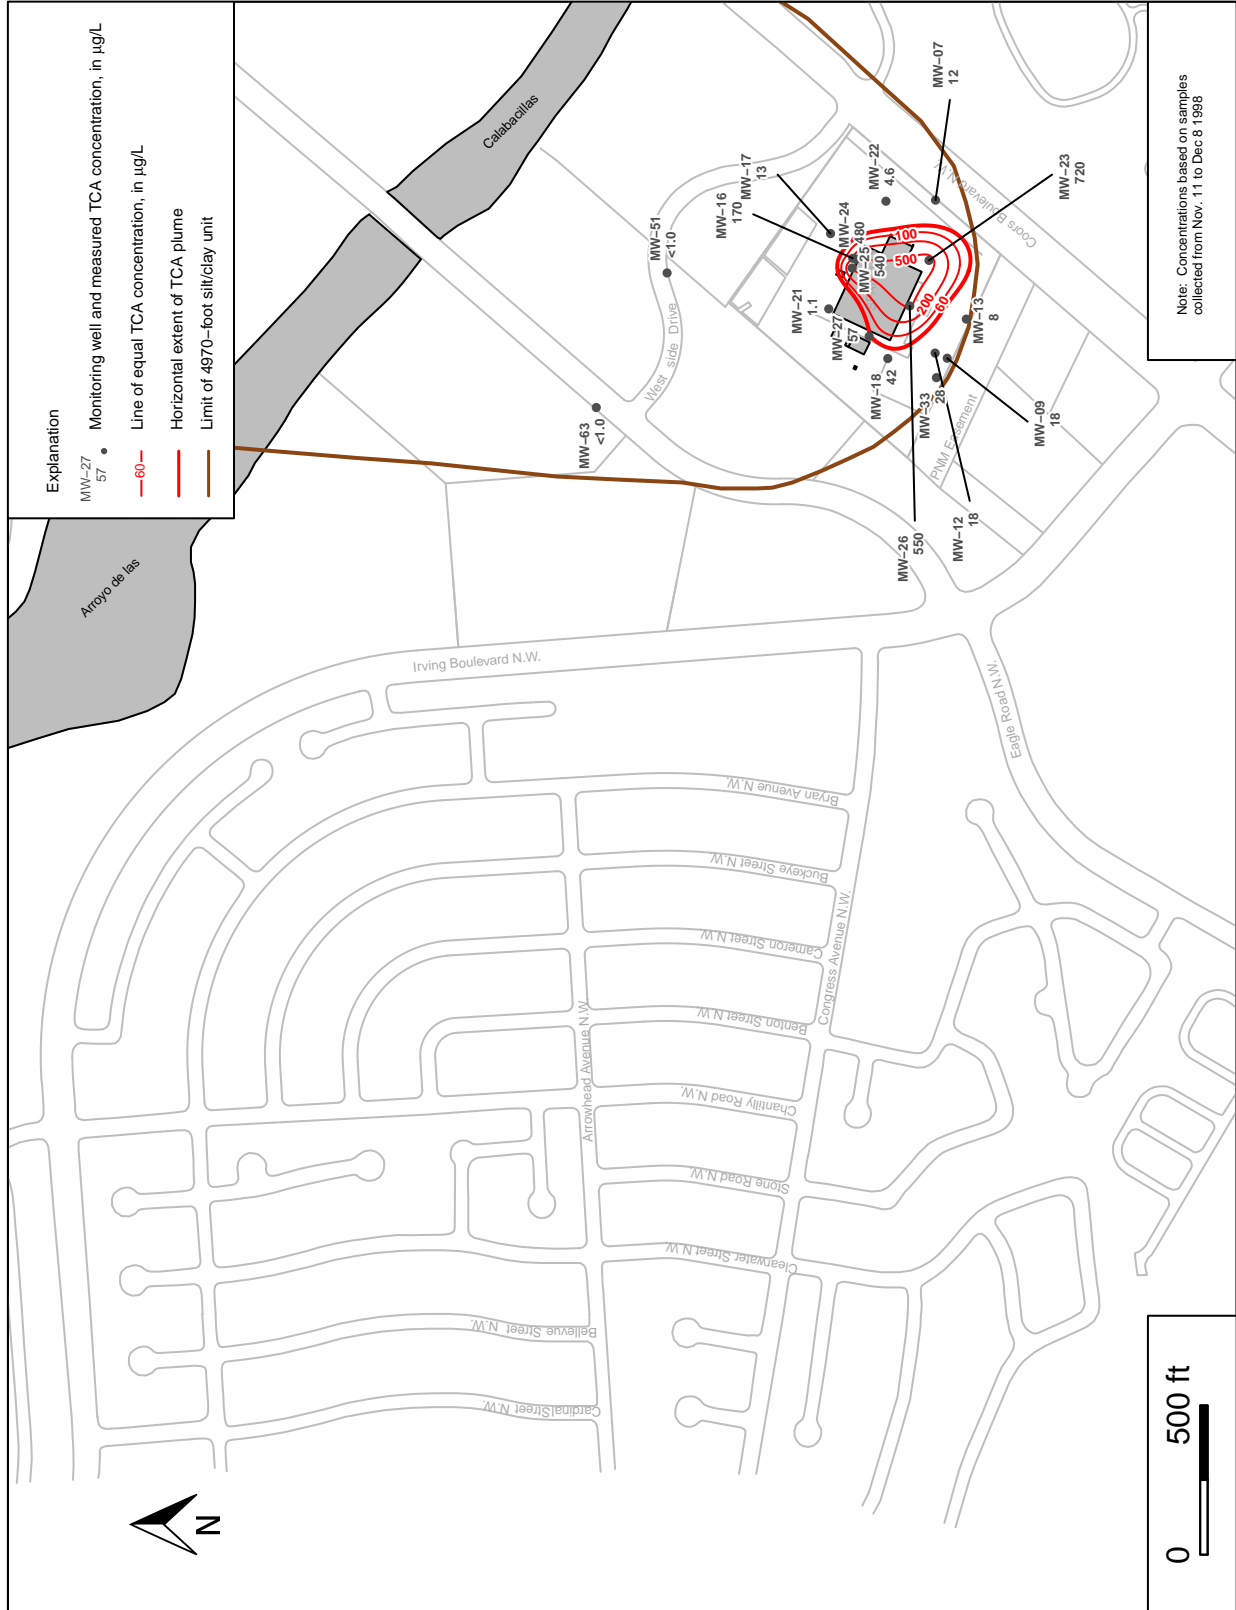 Explanation
MW-27
57
Monitoring well and measured TCA concentration, in µg/L
60
Line of equal TCA concentration, in µg/L
Horizontal extent of TCA plume
Limit of 4970-foot silt/clay unit
Arroyo de las
Calabacillas
MW-63
<1.0
MW-51
<1.0
West side Drive
MW-17
13
MW-16
170
MW-24
480
MW-25
540
MW-22
4.6
MW-07
12
MW-21
1.1
MW-27
57
MW-18
42
MW-23
720
MW-13
8
MW-33
28
MW-09
18
MW-12
18
MW-26
550
100
500
200
60
Coors Boulevard N.W.
PNM Easement
Irving Boulevard N.W.
Eagle Road N.W.
Bryan Avenue N.W.
Buckeye Street N.W.
Cameron Street N.W.
Benton Street N.W.
Congress Avenue N.W.
Arrowhead Avenue N.W.
Chantilly Road N.W.
Stone Road N.W.
Clearwater Street N.W.
Bellevue Street N.W.
CardinalStreet N.W.
N
0 500 ft
Note: Concentrations based on samples
collected from Nov. 11 to Dec 8 1998